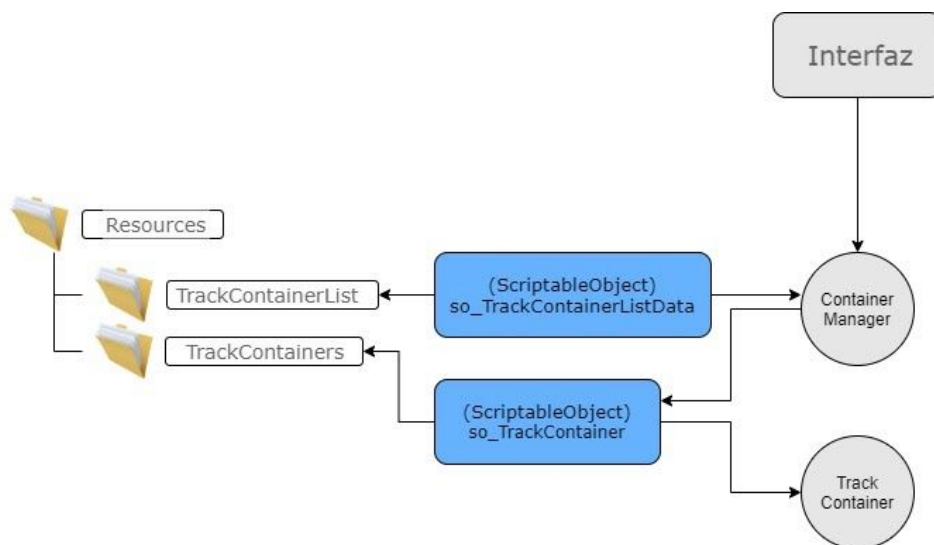 Interfaz
Resources
TrackContainerList
(ScriptableObject)
so_TrackContainerListData
Container
Manager
TrackContainers
(ScriptableObject)
so_TrackContainer
Track
Container